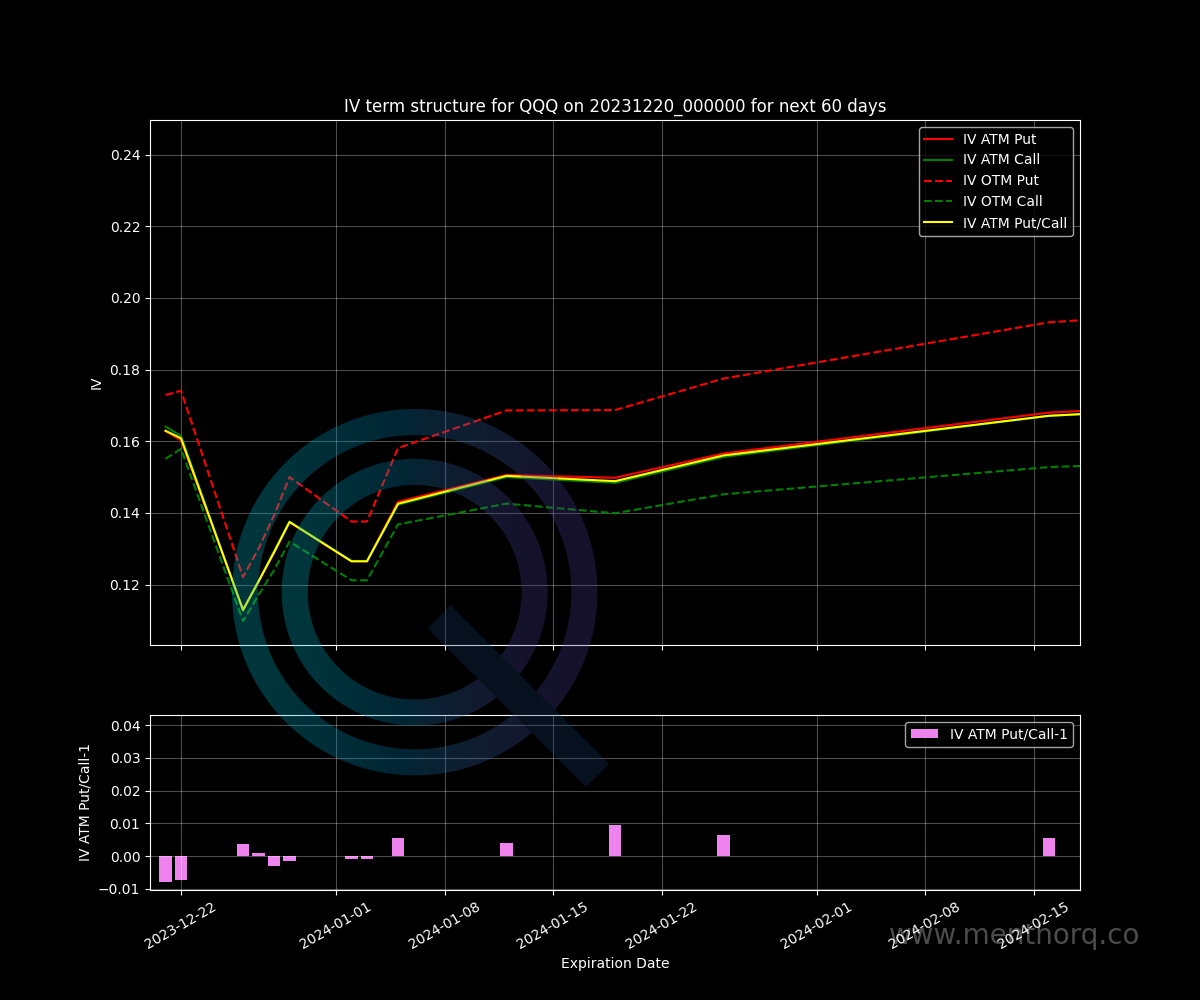 IV term structure for QQQ on 20231220_000000 for next 60 days
IV ATM Put
IV ATM Call
IV OTM Put
IV OTM Call
IV ATM Put/Call
0.24
0.22
0.20
0.18
0.16
0.14
0.12
IV
IV ATM Put/Call-1
0.04
0.03
0.02
0.01
0.00
−0.01
IV ATM Put/Call-1
2023-12-22
2024-01-01
2024-01-08
2024-01-15
2024-01-22
2024-02-01
2024-02-08
2024-02-15
www.menthorq.co
Expiration Date